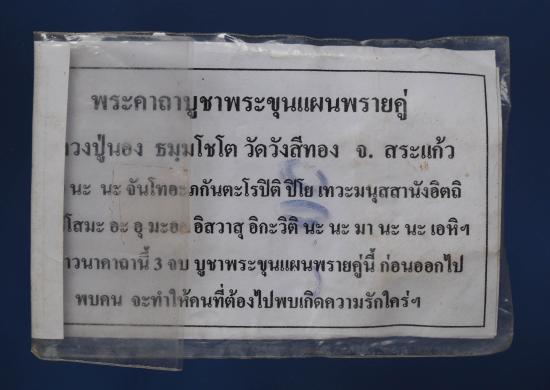 พระคาถาบูชาพระขุนแผนพรายคู่
วงปู่นอง ธมฺมโชโต วัดวังสีทอง จ. สระแก้ว
นะ นะ จันโทอะภกันตะโรปิติ ปิโย เทวะมนุสสานังอิตถิ
โสมะ อะ อุ มะอะ อิสวาสุ อิกะวิติ นะ นะ มา นะ นะ เอหิฯ
าวนาคาถานี้ 3 จบ บูชาพระขุนแผนพรายคู่นี้ ก่อนออกไป
พบคน จะทำให้คนที่ต้องไปพบเกิดความรักใคร่ฯ